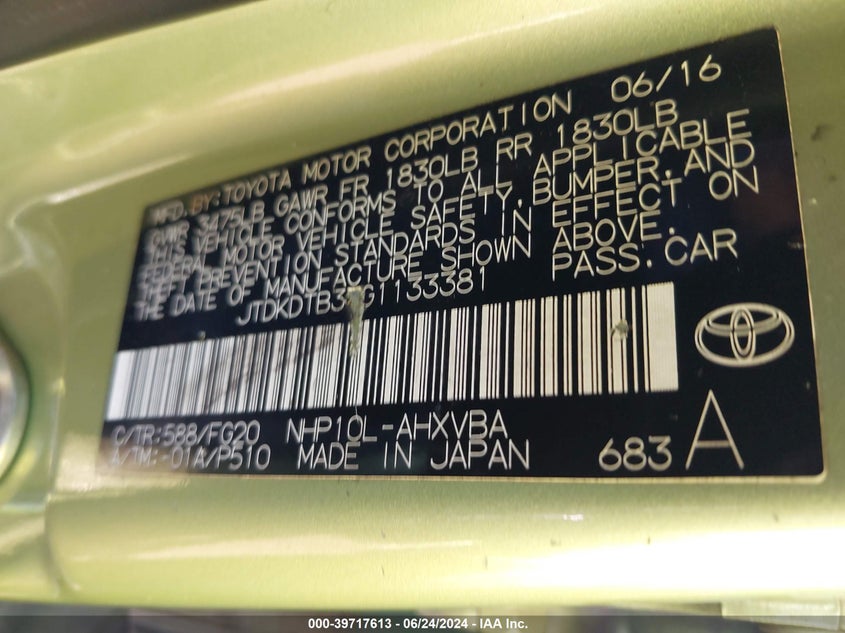 MFD. BY: TOYOTA MOTOR CORPORATION 06/16
GVWR 3475LB GAWR FR 1830LB RR 1830LB
THIS VEHICLE CONFORMS TO ALL APPLICABLE
FEDERAL MOTOR VEHICLE SAFETY, BUMPER, AND
THEFT PREVENTION STANDARDS IN EFFECT ON
THE DATE OF MANUFACTURE SHOWN ABOVE.
PASS. CAR
C/TR:588/FG20 NHP10L-AHXVBA
A/TM:-01A/P510 MADE IN JAPAN 683 A
000-39717613 - 06/24/2024 - IAA Inc.